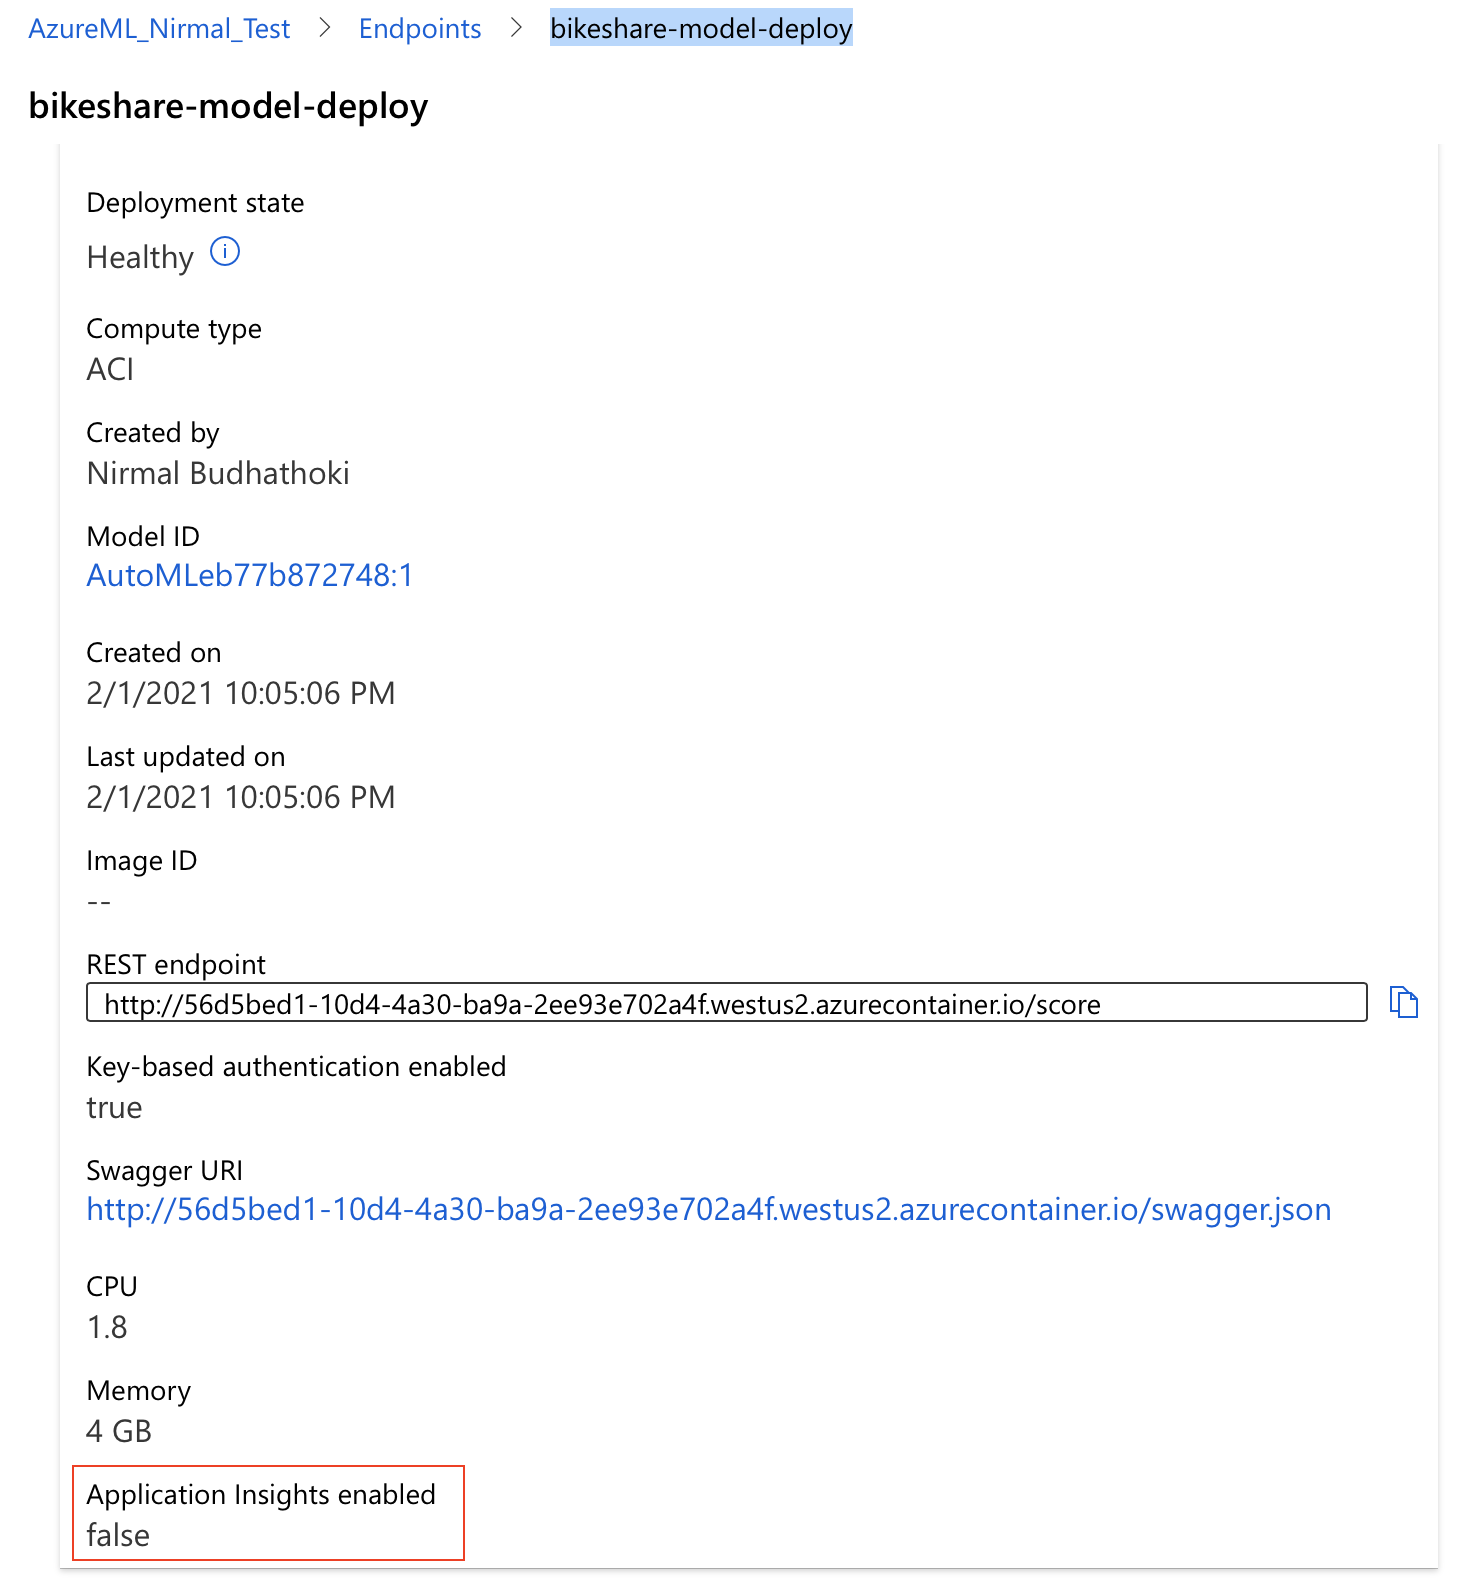 AzureML_Nirmal_Test > Endpoints > bikeshare-model-deploy
bikeshare-model-deploy
Deployment state
Healthy
Compute type
ACI
Created by
Nirmal Budhathoki
Model ID
AutoMLeb77b872748:1
Created on
2/1/2021 10:05:06 PM
Last updated on
2/1/2021 10:05:06 PM
Image ID
--
REST endpoint
http://56d5bed1-10d4-4a30-ba9a-2ee93e702a4f.westus2.azurecontainer.io/score
Key-based authentication enabled
true
Swagger URI
http://56d5bed1-10d4-4a30-ba9a-2ee93e702a4f.westus2.azurecontainer.io/swagger.json
CPU
1.8
Memory
4 GB
Application Insights enabled
false